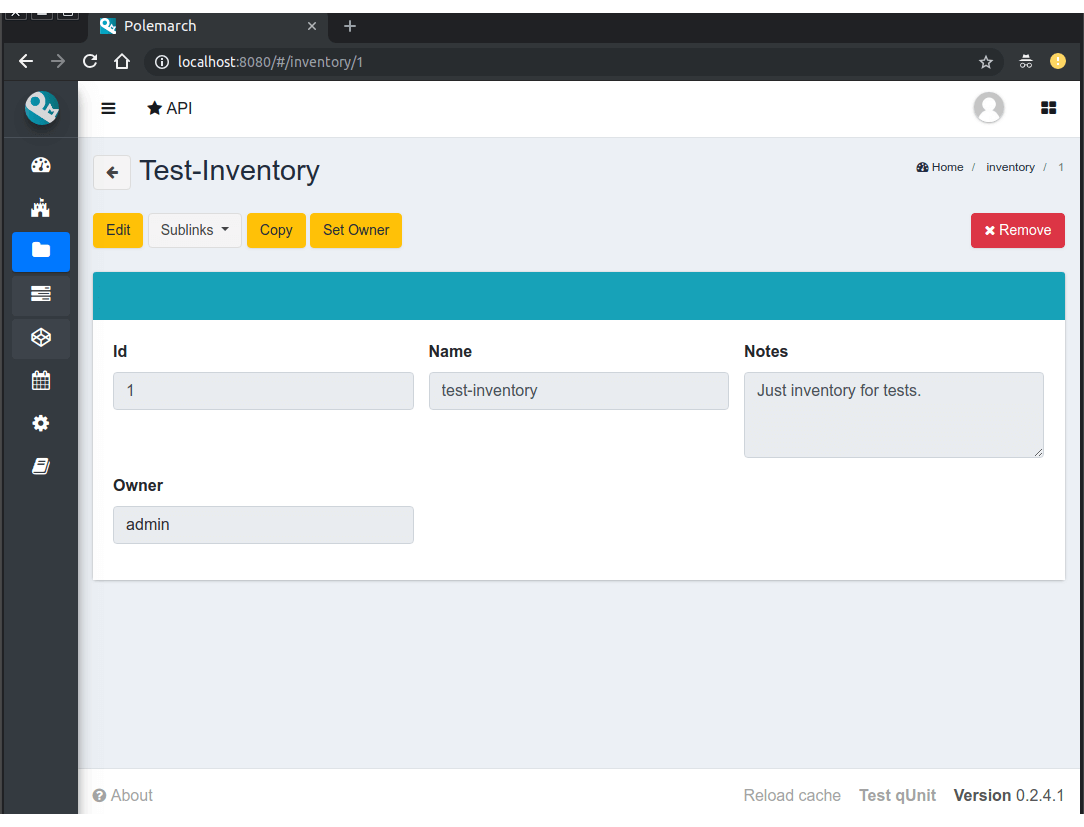 Polemarch
localhost:8080/#/inventory/1
API
Test-Inventory
Home / inventory / 1
Edit Sublinks Copy Set Owner Remove
Id Name Notes
1 test-inventory Just inventory for tests.
Owner
admin
About Reload cache Test qUnit Version 0.2.4.1